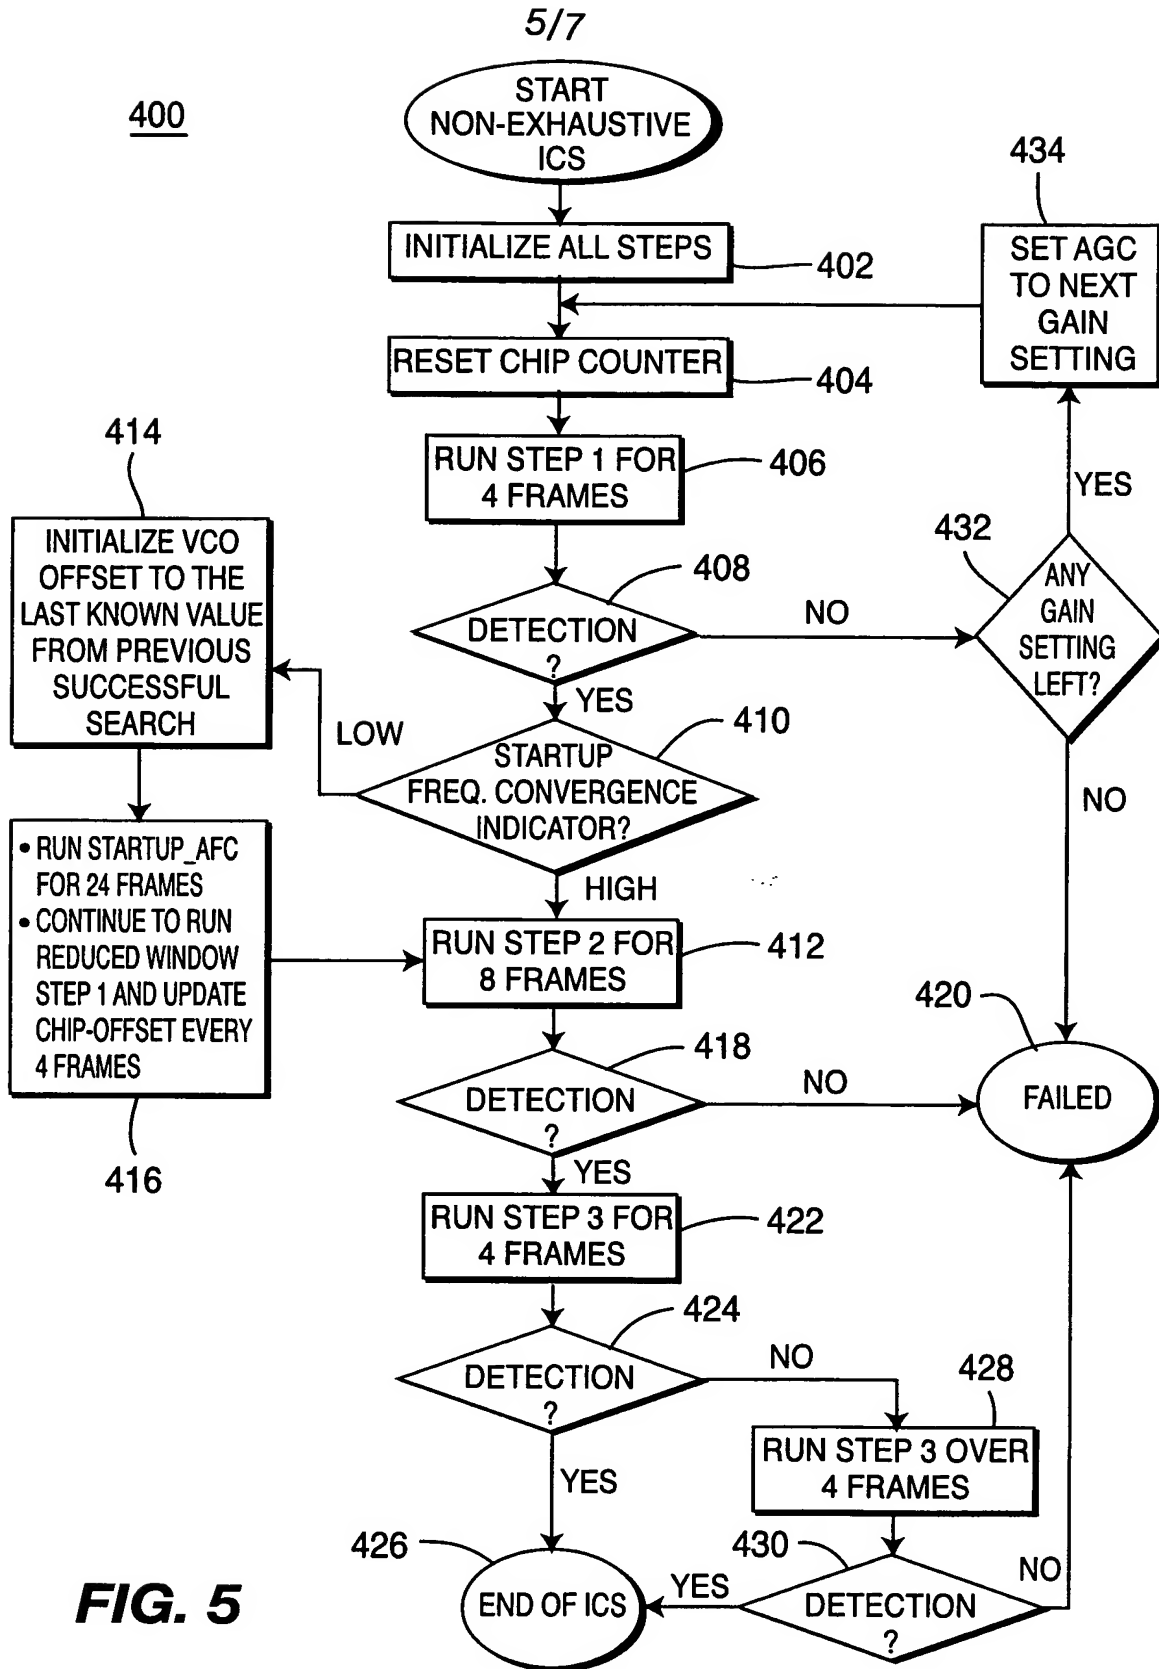 5/7
400
START
NON-EXHAUSTIVE
ICS
INITIALIZE ALL STEPS
402
RESET CHIP COUNTER
404
434
SET AGC
TO NEXT
GAIN
SETTING
RUN STEP 1 FOR
4 FRAMES
406
YES
414
INITIALIZE VCO
OFFSET TO THE
LAST KNOWN VALUE
FROM PREVIOUS
SUCCESSFUL
SEARCH
408
DETECTION
?
NO
432
ANY
GAIN
SETTING
LEFT?
YES
LOW
410
STARTUP
FREQ. CONVERGENCE
INDICATOR?
NO
HIGH
• RUN STARTUP_AFC
FOR 24 FRAMES
• CONTINUE TO RUN
REDUCED WINDOW
STEP 1 AND UPDATE
CHIP-OFFSET EVERY
4 FRAMES
416
RUN STEP 2 FOR
8 FRAMES
412
418
DETECTION
?
NO
420
FAILED
YES
RUN STEP 3 FOR
4 FRAMES
422
424
DETECTION
?
NO
428
RUN STEP 3 OVER
4 FRAMES
YES
426
END OF ICS
430
YES
DETECTION
?
NO
FIG. 5